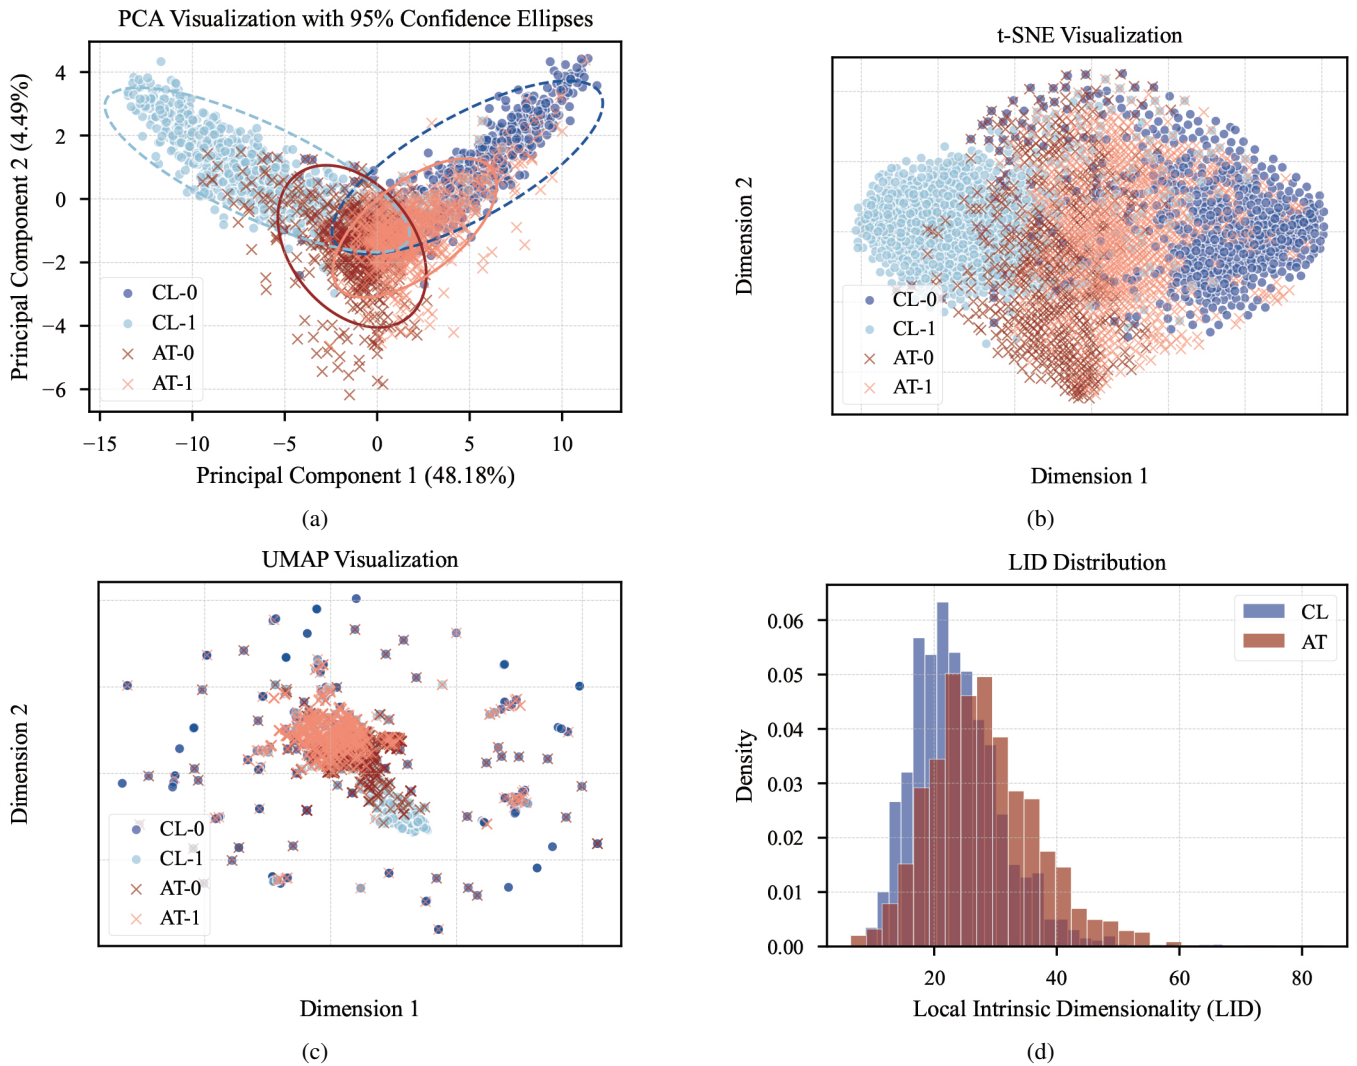 PCA Visualization with 95% Confidence Ellipses
Principal Component 2 (4.49%)
4
2
0
−2
−4
−6
CL-0
CL-1
AT-0
AT-1
−15 −10 −5 0 5 10
Principal Component 1 (48.18%)
(a)
t-SNE Visualization
Dimension 2
CL-0
CL-1
AT-0
AT-1
Dimension 1
(b)
UMAP Visualization
Dimension 2
CL-0
CL-1
AT-0
AT-1
Dimension 1
(c)
LID Distribution
Density
0.06
0.05
0.04
0.03
0.02
0.01
0.00
CL
AT
20 40 60 80
Local Intrinsic Dimensionality (LID)
(d)